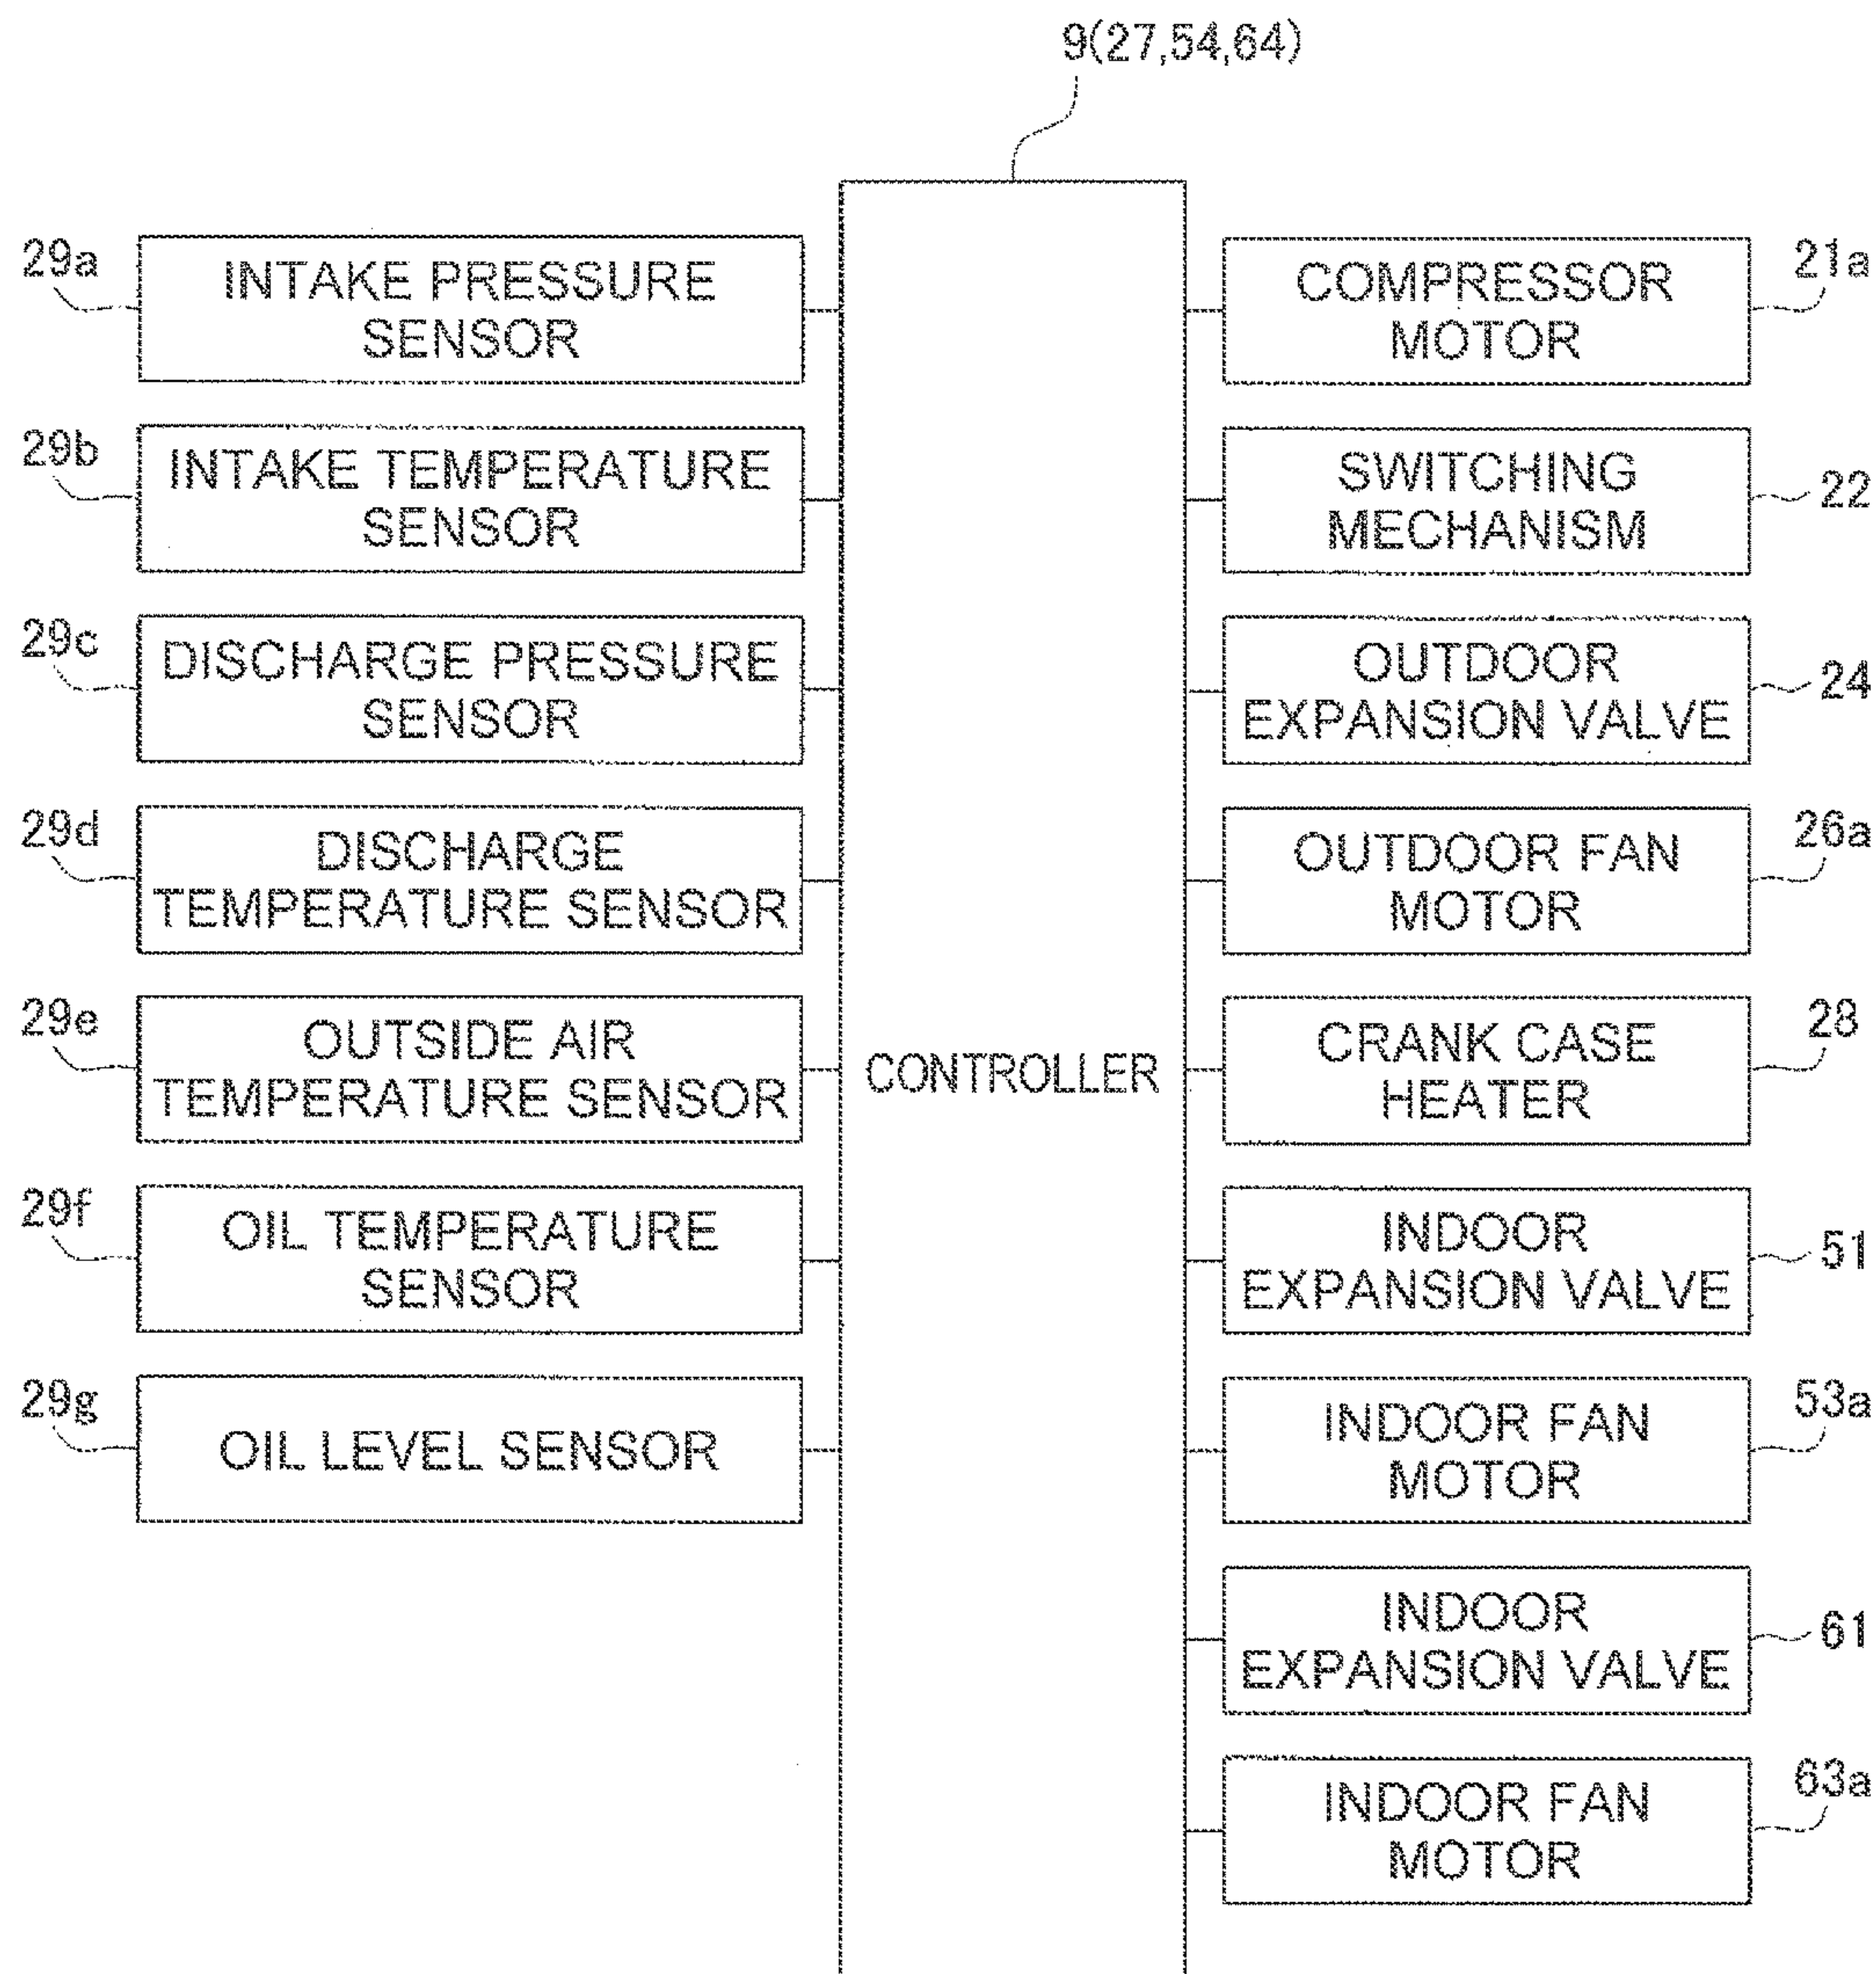 9(27,54,64)
29a
INTAKE PRESSURE
SENSOR
29b
INTAKE TEMPERATURE
SENSOR
29c
DISCHARGE PRESSURE
SENSOR
29d
DISCHARGE
TEMPERATURE SENSOR
29e
OUTSIDE AIR
TEMPERATURE SENSOR
29f
OIL TEMPERATURE
SENSOR
29g
OIL LEVEL SENSOR
CONTROLLER
COMPRESSOR
MOTOR
21a
SWITCHING
MECHANISM
22
OUTDOOR
EXPANSION VALVE
24
OUTDOOR FAN
MOTOR
26a
CRANK CASE
HEATER
28
INDOOR
EXPANSION VALVE
51
INDOOR FAN
MOTOR
53a
INDOOR
EXPANSION VALVE
61
INDOOR FAN
MOTOR
63a